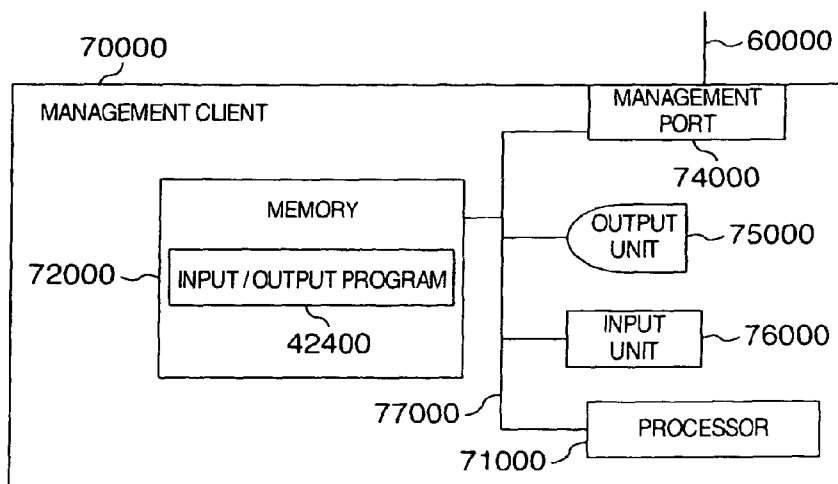 70000
60000
MANAGEMENT CLIENT
MANAGEMENT
PORT
74000
MEMORY
OUTPUT
UNIT
75000
72000
INPUT / OUTPUT PROGRAM
42400
INPUT
UNIT
76000
77000
PROCESSOR
71000